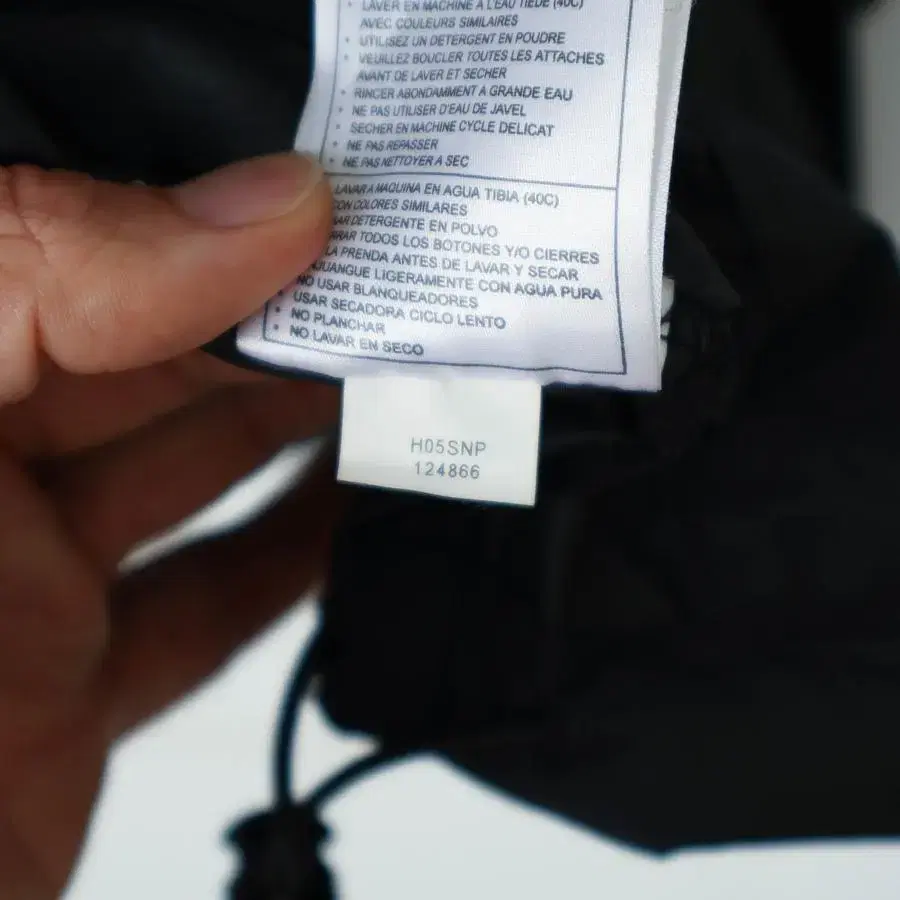 • LAVER EN MACHINE A L'EAU TIEDE (40C)
AVEC COULEURS SIMILAIRES
• UTILISEZ UN DETERGENT EN POUDRE
• VEUILLEZ BOUCLER TOUTES LES ATTACHES
AVANT DE LAVER ET SECHER
• RINCER ABONDAMMENT A GRANDE EAU
• NE PAS UTILISER D'EAU DE JAVEL
• SECHER EN MACHINE CYCLE DELICAT
• NE PAS REPASSER
• NE PAS NETTOYER A SEC
LAVAR A MAQUINA EN AGUA TIBIA (40C)
CON COLORES SIMILARES
DETERGENTE EN POLVO
TODOS LOS BOTONES Y/O CIERRES
LA PRENDA ANTES DE LAVAR Y SECAR
LIGERAMENTE CON AGUA PURA
NO USAR BLANQUEADORES
• USAR SECADORA CICLO LENTO
• NO PLANCHAR
• NO LAVAR EN SECO
H05SNP
124866